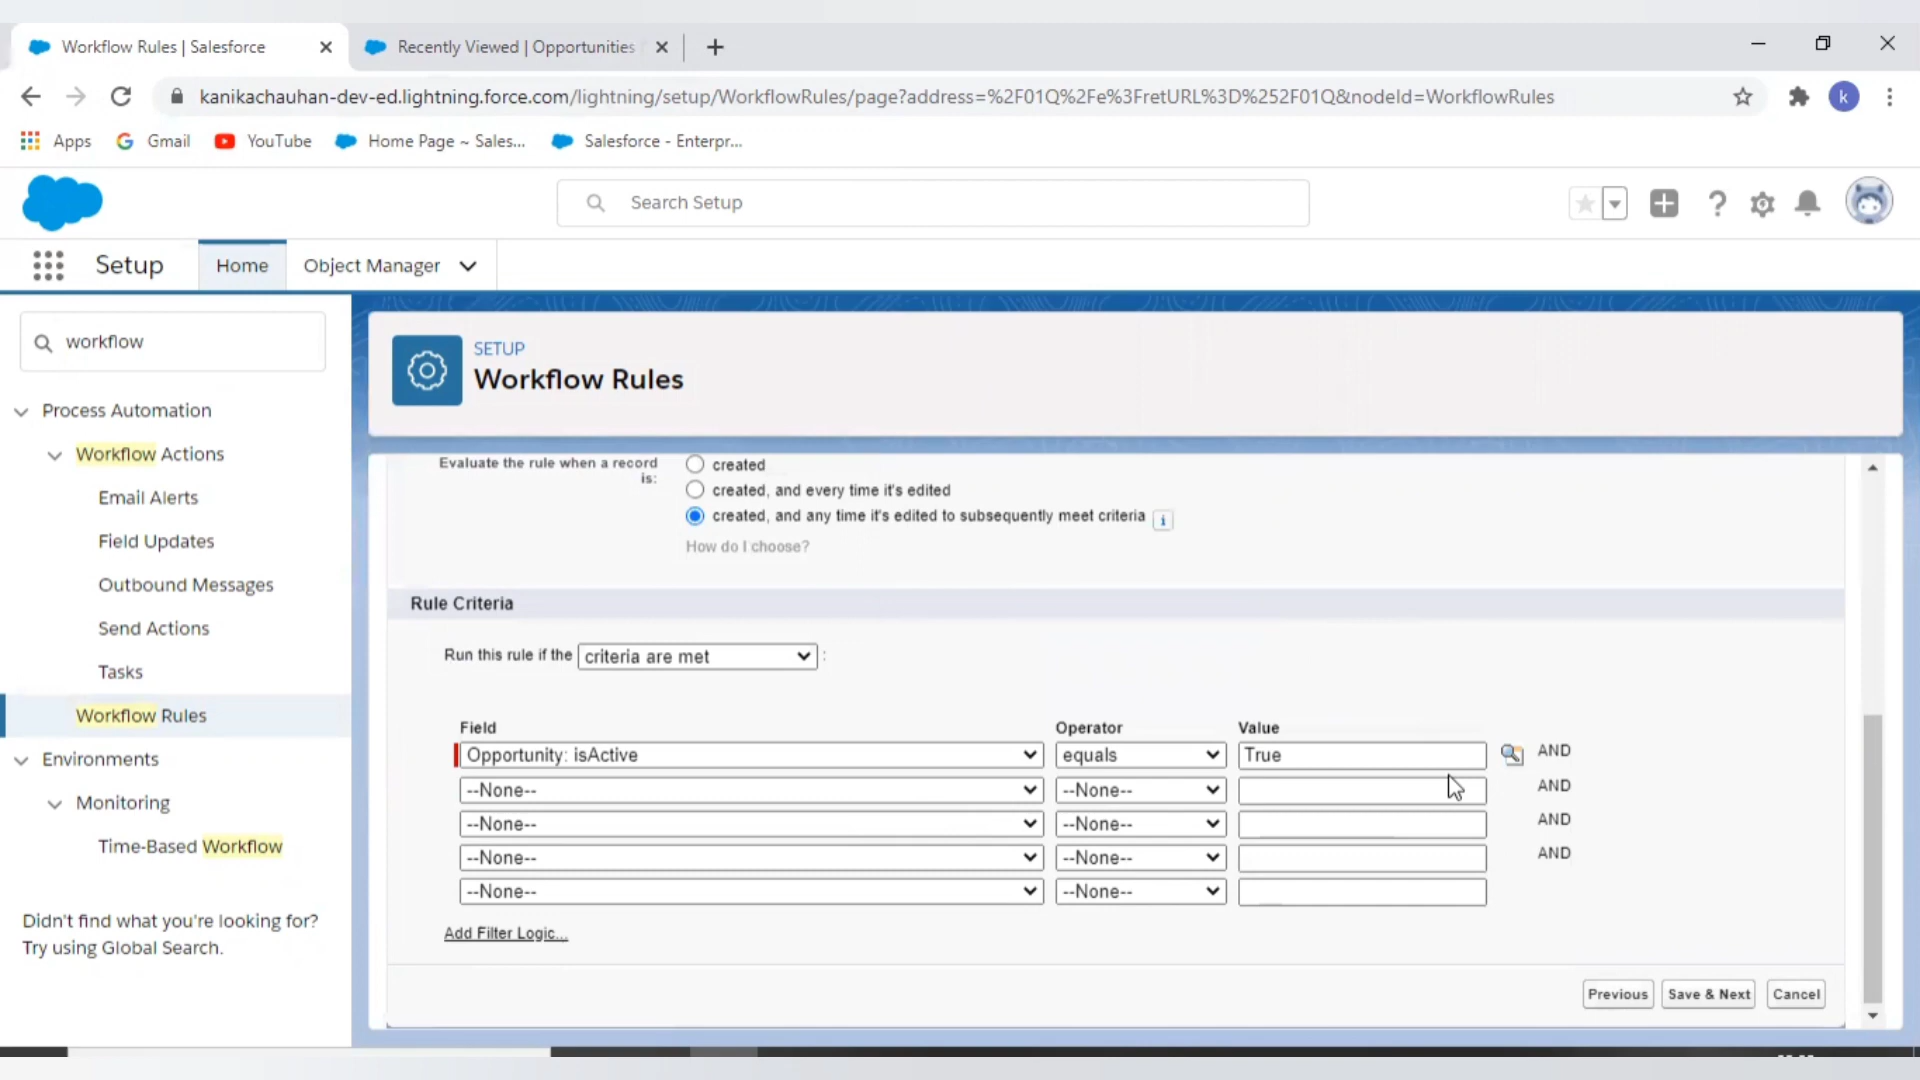 Workflow Rules | Salesforce
Recently Viewed | Opportunities
kanikachauhan-dev-ed.lightning.force.com/lightning/setup/WorkflowRules/page?address=%2F01Q%2Fe%3FretURL%3D%252F01Q&nodeId=WorkflowRules
k
Apps
Gmail
YouTube
Home Page ~ Sales...
Salesforce - Enterpr...
Search Setup
Setup
Home
Object Manager
workflow
Process Automation
Workflow Actions
Email Alerts
Field Updates
Outbound Messages
Send Actions
Tasks
Workflow Rules
Environments
Monitoring
Time-Based Workflow
Didn't find what you're looking for?
Try using Global Search.
SETUP
Workflow Rules
Evaluate the rule when a record
is:
created
created, and every time it's edited
created, and any time it's edited to subsequently meet criteria
How do I choose?
Rule Criteria
Run this rule if the criteria are met :
Field Operator Value
Opportunity: isActive equals True AND
--None-- --None-- AND
--None-- --None-- AND
--None-- --None-- AND
--None-- --None--
Add Filter Logic...
Previous Save & Next Cancel